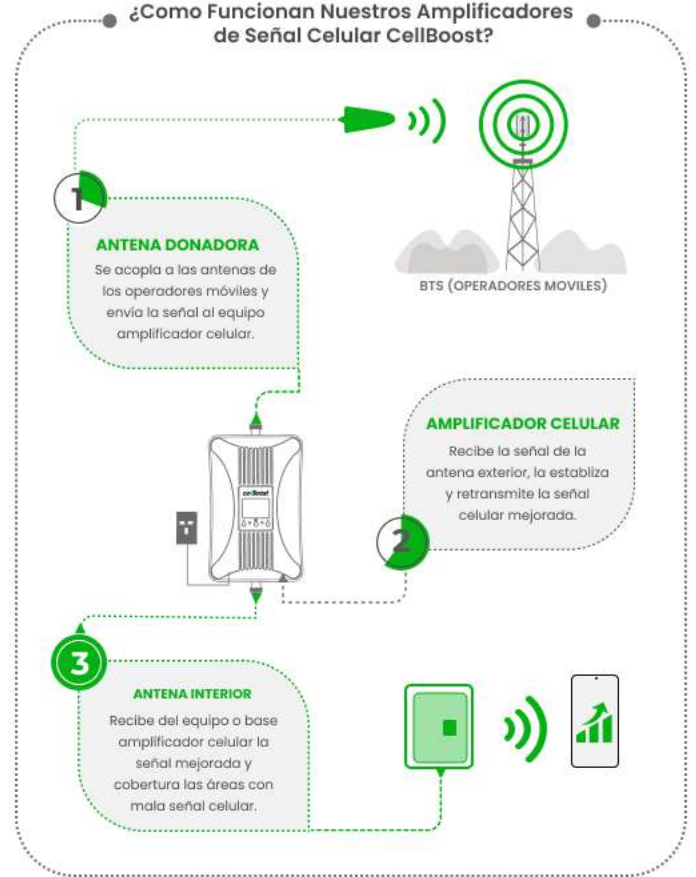 ¿Como Funcionan Nuestros Amplificadores
de Señal Celular CellBoost?
1
ANTENA DONADORA
Se acopla a las antenas de
los operadores móviles y
envía la señal al equipo
amplificador celular.
BTS (OPERADORES MOVILES)
AMPLIFICADOR CELULAR
Recibe la señal de la
antena exterior, la establiza
y retransmite la señal
celular mejorada.
2
cellBoost
3
ANTENA INTERIOR
Recibe del equipo o base
amplificador celular la
señal mejorada y
cobertura las áreas con
mala señal celular.